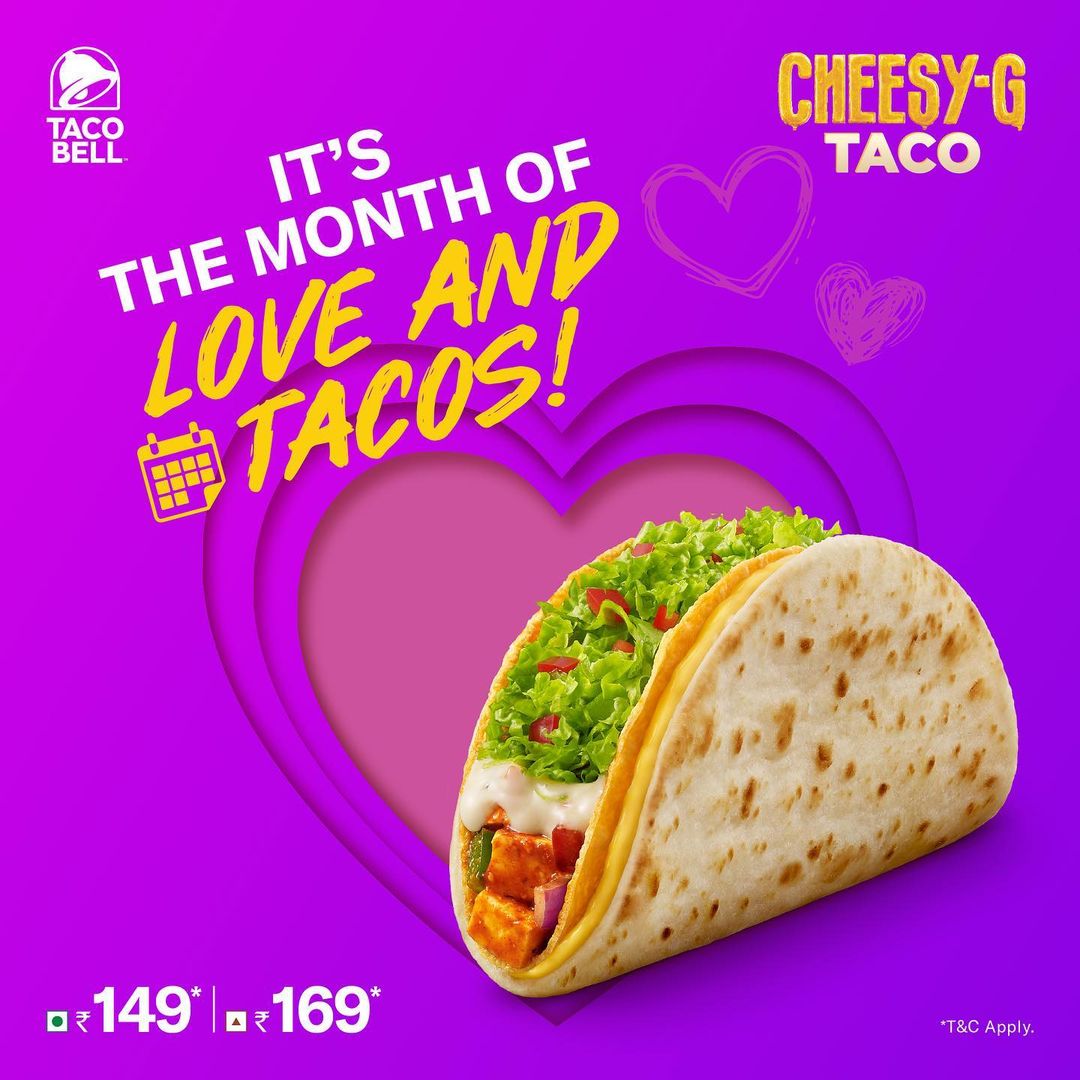 TACO
BELL
CHEESY-G
TACO
IT'S
THE MONTH OF
LOVE AND
TACOS!
₹149* | ₹169*
*T&C Apply.